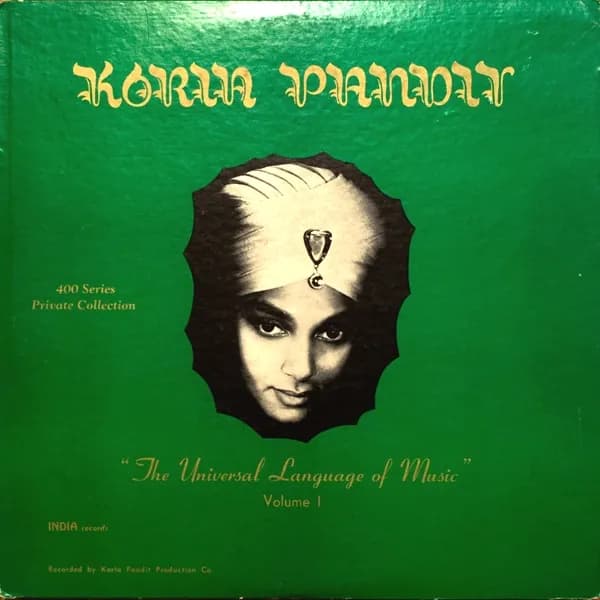 KORLA PANDIT
400 Series
Private Collection
"The Universal Language of Music"
Volume I
INDIA records
Recorded by Korla Pandit Production Co.